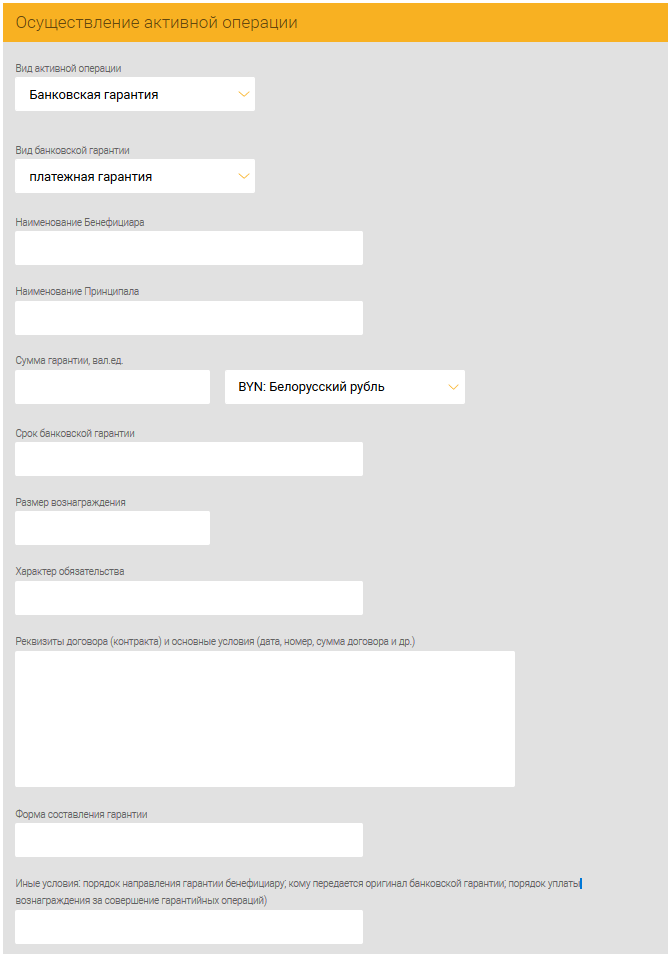 Осуществление активной операции
Вид активной операции
Банковская гарантия
Вид банковской гарантии
платежная гарантия
Наименование Бенефициара
Наименование Принципала
Сумма гарантии, вал.ед.
BYN: Белорусский рубль
Срок банковской гарантии
Размер вознаграждения
Характер обязательства
Реквизиты договора (контракта) и основные условия (дата, номер, сумма договора и др.)
Форма составления гарантии
Иные условия: порядок направления гарантии бенефициару; кому передается оригинал банковской гарантии; порядок уплаты
вознаграждения за совершение гарантийных операций)